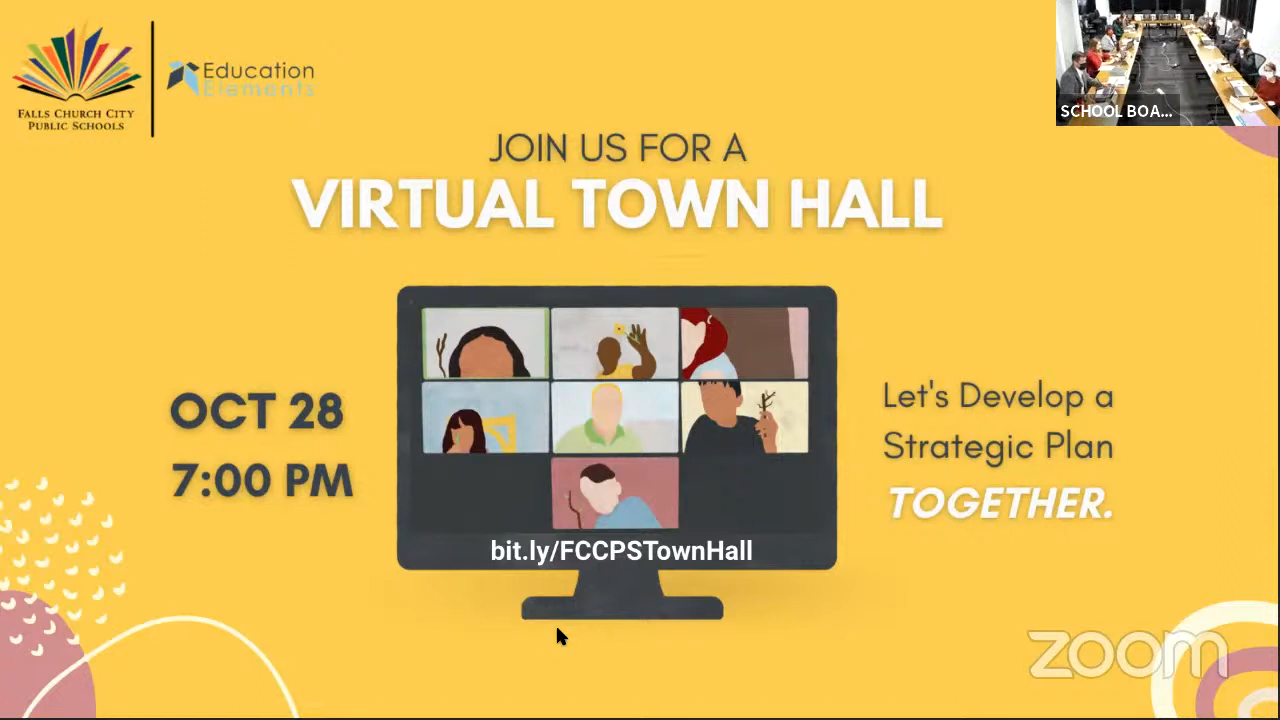 FALLS CHURCH CITY
PUBLIC SCHOOLS
Education
Elements
SCHOOL BOA...
JOIN US FOR A
VIRTUAL TOWN HALL
OCT 28
7:00 PM
Let's Develop a
Strategic Plan
TOGETHER.
bit.ly/FCCPSTownHall
zoom